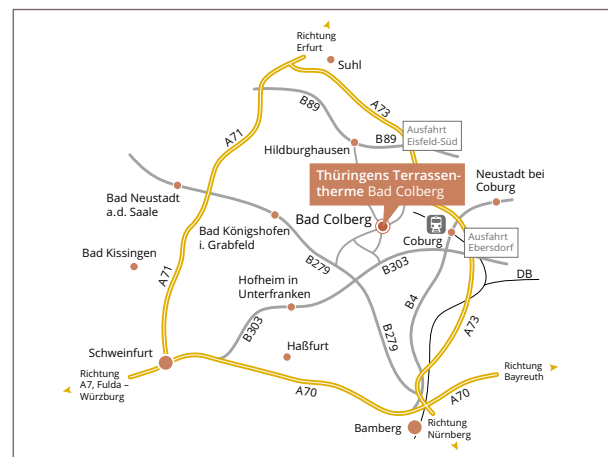 Richtung
Erfurt
Suhl
A73
B89
A71
Ausfahrt
Eisfeld-Süd
B89
Hildburghausen
Thüringens Terrassen-
therme Bad Colberg
Neustadt bei
Coburg
Bad Neustadt
a.d. Saale
Bad Colberg
Bad Königshofen
i. Grabfeld
Coburg
Ausfahrt
Ebersdorf
Bad Kissingen
B279
B303
A71
DB
Hofheim in
Unterfranken
B4
B303
B279
A73
Haßfurt
Schweinfurt
Richtung
A7, Fulda –
Würzburg
A70
Richtung
Bayreuth
A70
Bamberg
Richtung
Nürnberg